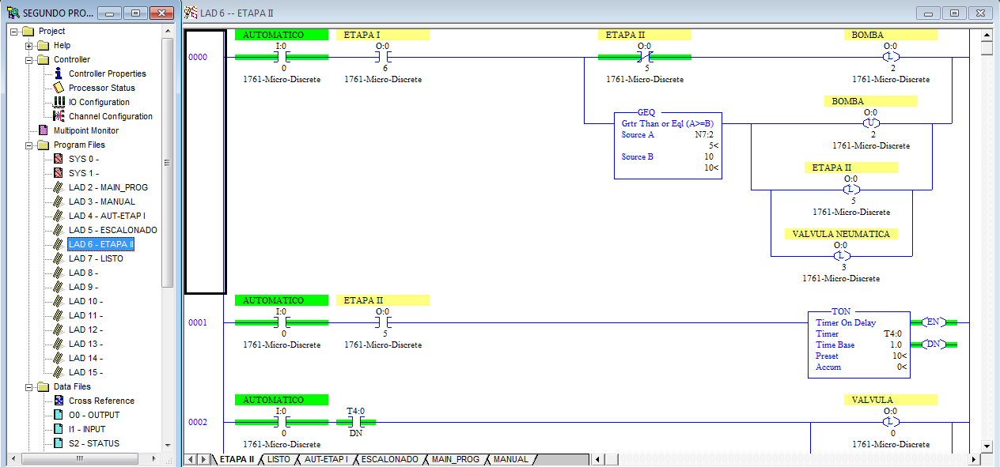 SEGUNDO PRO...
Project
Help
Controller
Controller Properties
Processor Status
IO Configuration
Channel Configuration
Multipoint Monitor
Program Files
SYS 0 -
SYS 1 -
LAD 2 - MAIN_PROG
LAD 3 - MANUAL
LAD 4 - AUT-ETAP I
LAD 5 - ESCALONADO
LAD 6 - ETAPA II
LAD 7 - LISTO
LAD 8 -
LAD 9 -
LAD 10 -
LAD 11 -
LAD 12 -
LAD 13 -
LAD 14 -
LAD 15 -
Data Files
Cross Reference
O0 - OUTPUT
I1 - INPUT
S2 - STATUS
LAD 6 -- ETAPA II
AUTOMATICO ETAPA I ETAPA II BOMBA
I:0 O:0 O:0 O:0
0000 L
0 6 5 2
1761-Micro-Discrete 1761-Micro-Discrete 1761-Micro-Discrete 1761-Micro-Discrete
BOMBA
GEQ O:0
Grtr Than or Eql (A>=B) U
Source A N7:2 2
5< 1761-Micro-Discrete
Source B 10
10< ETAPA II
O:0
L
5
1761-Micro-Discrete
VALVULA NEUMATICA
O:0
L
3
1761-Micro-Discrete
AUTOMATICO ETAPA II
I:0 O:0 TON
0001 Timer On Delay EN
0 5 Timer T4:0
1761-Micro-Discrete 1761-Micro-Discrete Time Base 1.0 DN
Preset 10<
Accum 0<
AUTOMATICO VALVULA
I:0 T4:0 O:0
0002 L
0 DN 0
1761-Micro-Discrete 1761-Micro-Discrete
ETAPA II LISTO AUT-ETAP I ESCALONADO MAIN_PROG MANUAL